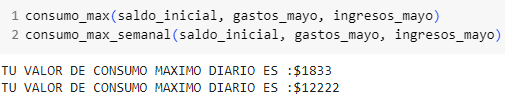 1 consumo_max(saldo_inicial, gastos_mayo, ingresos_mayo)
2 consumo_max_semanal(saldo_inicial, gastos_mayo, ingresos_mayo)
TU VALOR DE CONSUMO MAXIMO DIARIO ES :$1833
TU VALOR DE CONSUMO MAXIMO DIARIO ES :$12222